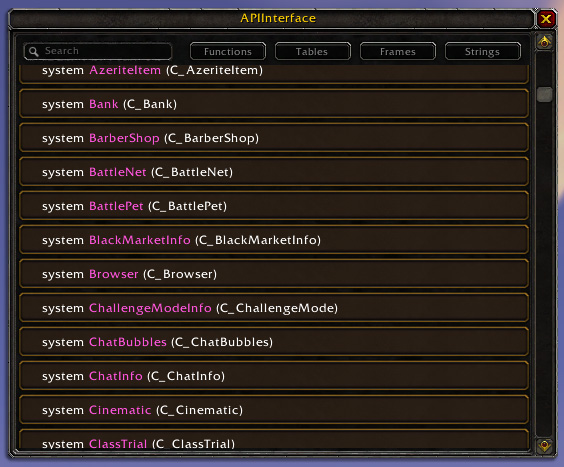 APIInterface
Search Functions Tables Frames Strings
system AzeriteItem (C_AzeriteItem)
system Bank (C_Bank)
system BarberShop (C_BarberShop)
system BattleNet (C_BattleNet)
system BattlePet (C_BattlePet)
system BlackMarketInfo (C_BlackMarketInfo)
system Browser (C_Browser)
system ChallengeModeInfo (C_ChallengeMode)
system ChatBubbles (C_ChatBubbles)
system ChatInfo (C_ChatInfo)
system Cinematic (C_Cinematic)
system ClassTrial (C_ClassTrial)